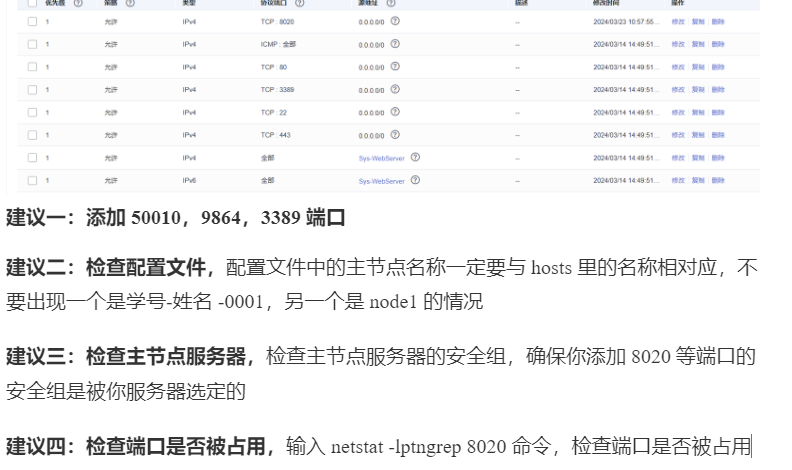 优先级 策略 类型 协议端口 源地址 描述 修改时间 操作
1 允许 IPv4 TCP : 8020 0.0.0.0/0 -- 2024/03/23 10:57:55... 修改 复制 删除
1 允许 IPv4 ICMP : 全部 0.0.0.0/0 -- 2024/03/14 14:49:51... 修改 复制 删除
1 允许 IPv4 TCP : 80 0.0.0.0/0 -- 2024/03/14 14:49:51... 修改 复制 删除
1 允许 IPv4 TCP : 3389 0.0.0.0/0 -- 2024/03/14 14:49:51... 修改 复制 删除
1 允许 IPv4 TCP : 22 0.0.0.0/0 -- 2024/03/14 14:49:51... 修改 复制 删除
1 允许 IPv4 TCP : 443 0.0.0.0/0 -- 2024/03/14 14:49:51... 修改 复制 删除
1 允许 IPv4 全部 Sys-WebServer -- 2024/03/14 14:49:51... 修改 复制 删除
1 允许 IPv6 全部 Sys-WebServer -- 2024/03/14 14:49:51... 修改 复制 删除
建议一：添加 50010，9864，3389 端口
建议二：检查配置文件，配置文件中的主节点名称一定要与 hosts 里的名称相对应，不
要出现一个是学号-姓名 -0001，另一个是 node1 的情况
建议三：检查主节点服务器，检查主节点服务器的安全组，确保你添加 8020 等端口的
安全组是被你服务器选定的
建议四：检查端口是否被占用，输入 netstat -lptngrep 8020 命令，检查端口是否被占用